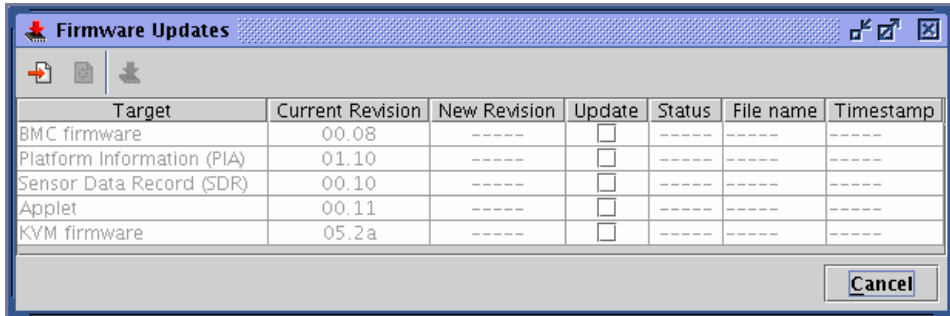 Firmware Updates
Target Current Revision New Revision Update Status File name Timestamp
BMC firmware 00.08 ----- ----- ----- -----
Platform Information (PIA) 01.10 ----- ----- ----- -----
Sensor Data Record (SDR) 00.10 ----- ----- ----- -----
Applet 00.11 ----- ----- ----- -----
KVM firmware 05.2a ----- ----- ----- -----
Cancel